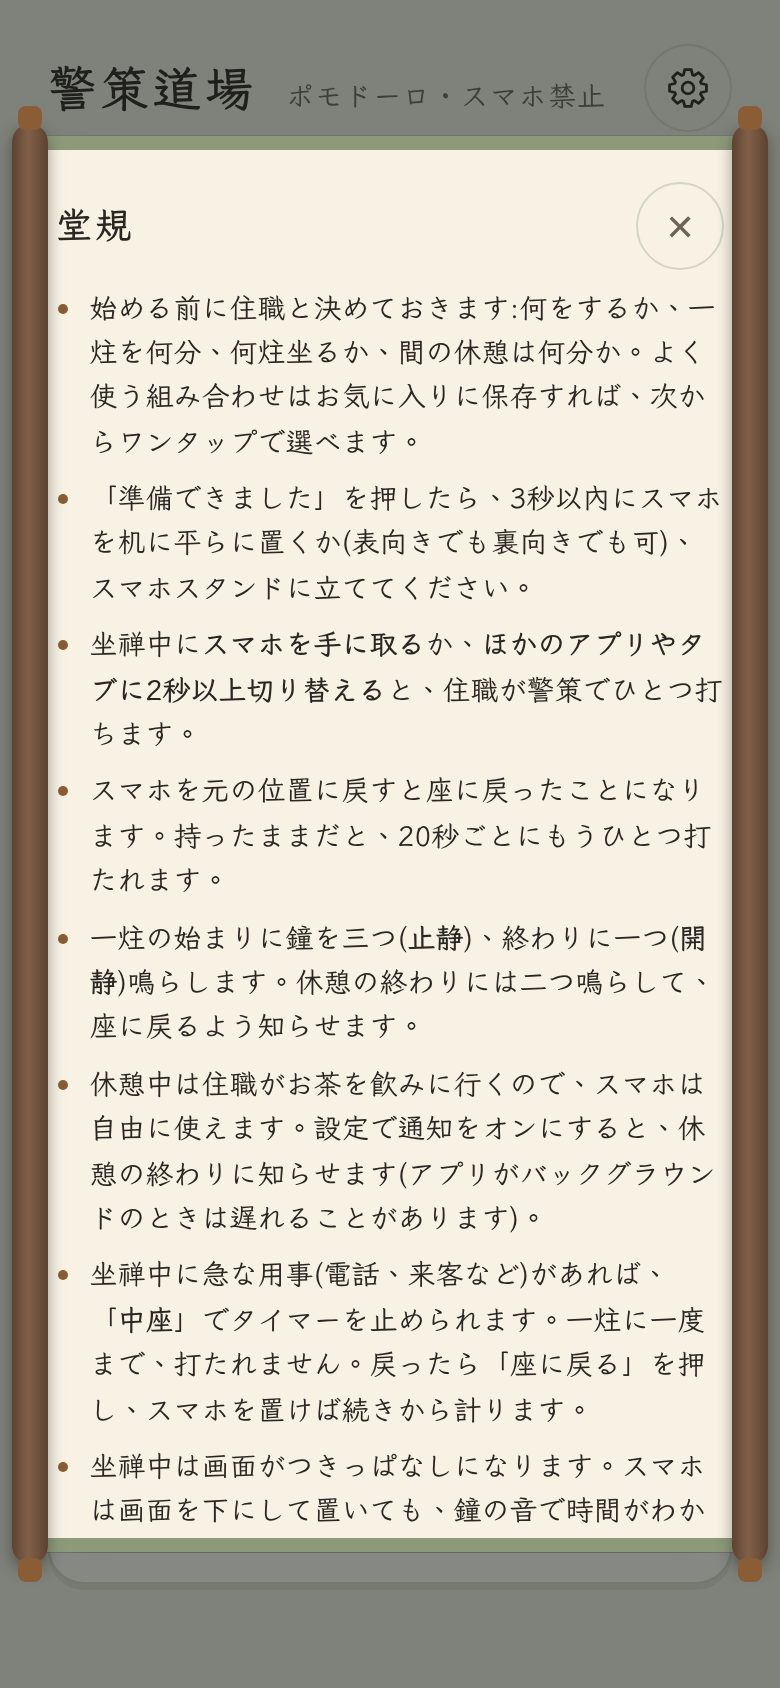 警策道場 ポモドーロ・スマホ禁止
堂規
始める前に住職と決めておきます:何をするか、一
炷を何分、何炷坐るか、間の休憩は何分か。よく
使う組み合わせはお気に入りに保存すれば、次か
らワンタップで選べます。
「準備できました」を押したら、3秒以内にスマホ
を机に平らに置くか(表向きでも裏向きでも可)、
スマホスタンドに立ててください。
坐禅中にスマホを手に取るか、ほかのアプリやタ
ブに2秒以上切り替えると、住職が警策でひとつ打
ちます。
スマホを元の位置に戻すと座に戻ったことになり
ます。持ったままだと、20秒ごとにもうひとつ打
たれます。
一炷の始まりに鐘を三つ(止静)、終わりに一つ(開
静)鳴らします。休憩の終わりには二つ鳴らして、
座に戻るよう知らせます。
休憩中は住職がお茶を飲みに行くので、スマホは
自由に使えます。設定で通知をオンにすると、休
憩の終わりに知らせます(アプリがバックグラウン
ドのときは遅れることがあります)。
坐禅中に急な用事(電話、来客など)があれば、
「中座」でタイマーを止められます。一炷に一度
まで、打たれません。戻ったら「座に戻る」を押
し、スマホを置けば続きから計ります。
坐禅中は画面がつきっぱなしになります。スマホ
は画面を下にして置いても、鐘の音で時間がわか